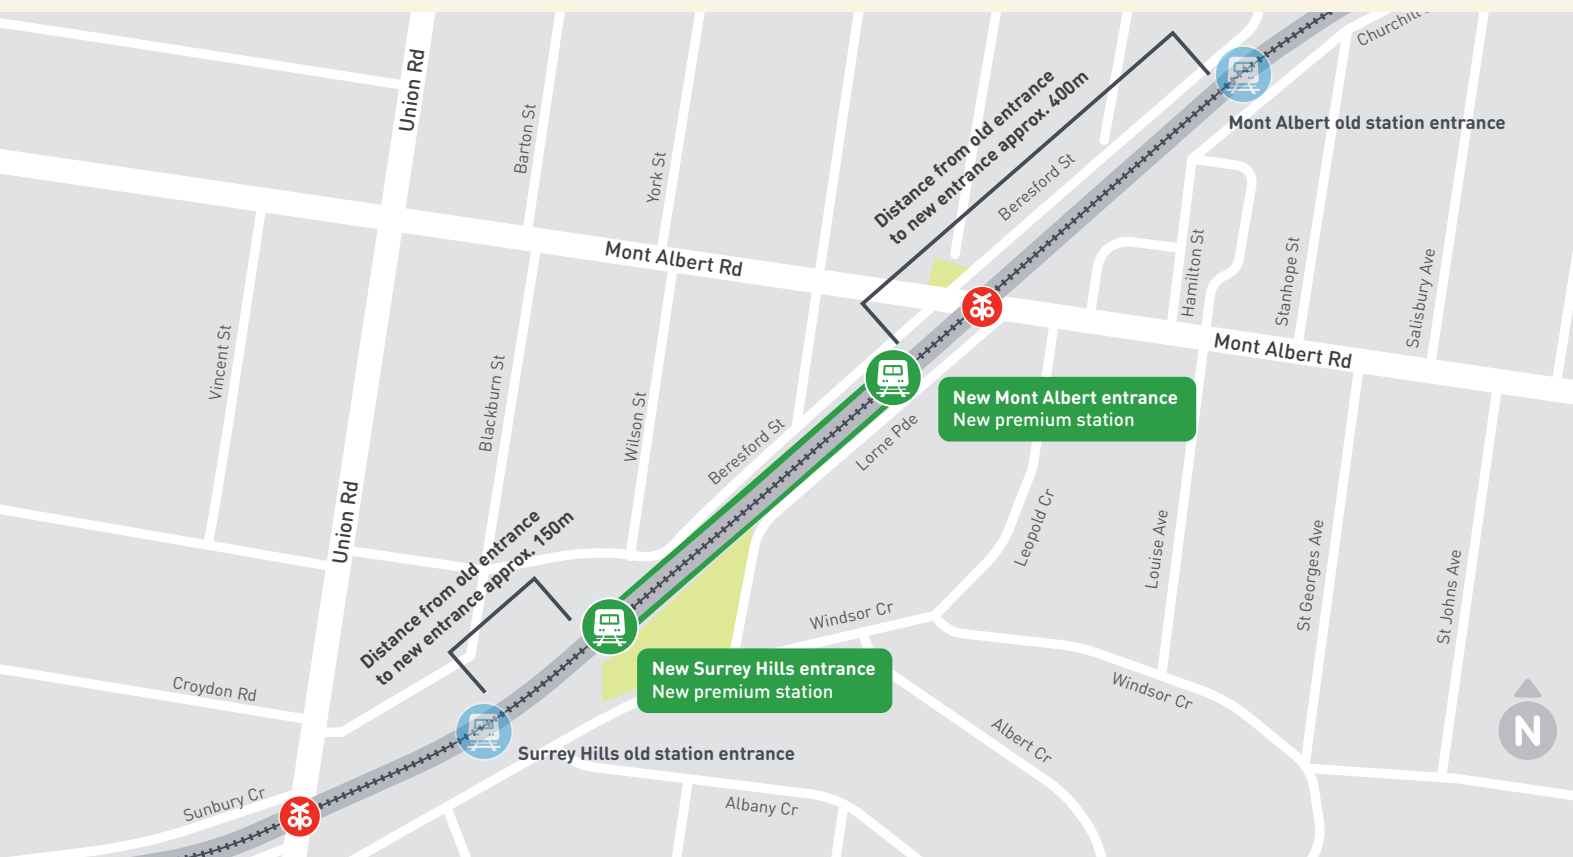 Churchill
Union Rd
Barton St
York St
Distance from old entrance
to new entrance approx. 400m
Beresford St
Mont Albert old station entrance
Mont Albert Rd
Hamilton St
Stanhope St
Salisbury Ave
Vincent St
Blackburn St
Wilson St
Mont Albert Rd
New Mont Albert entrance
New premium station
Beresford St
Lorne Pde
Union Rd
Distance from old entrance
to new entrance approx. 150m
Leopold Cr
Louise Ave
St Georges Ave
St Johns Ave
Windsor Cr
New Surrey Hills entrance
New premium station
Croydon Rd
Windsor Cr
Albert Cr
N
Surrey Hills old station entrance
Sunbury Cr
Albany Cr